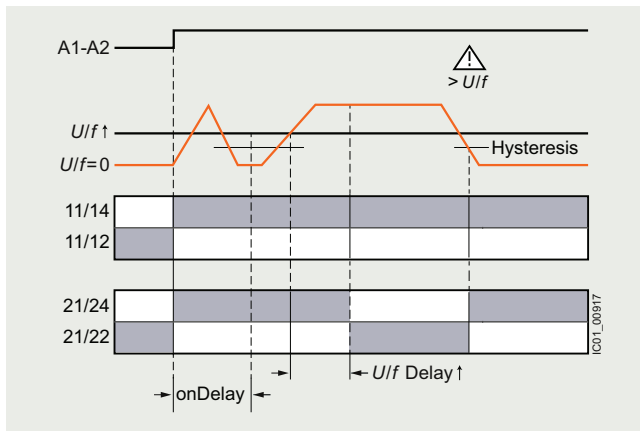 A1-A2
> U/f
U/f ↑
Hysteresis
U/f=0
11/14
11/12
21/24
21/22
IC01_00917
U/f Delay ↑
onDelay